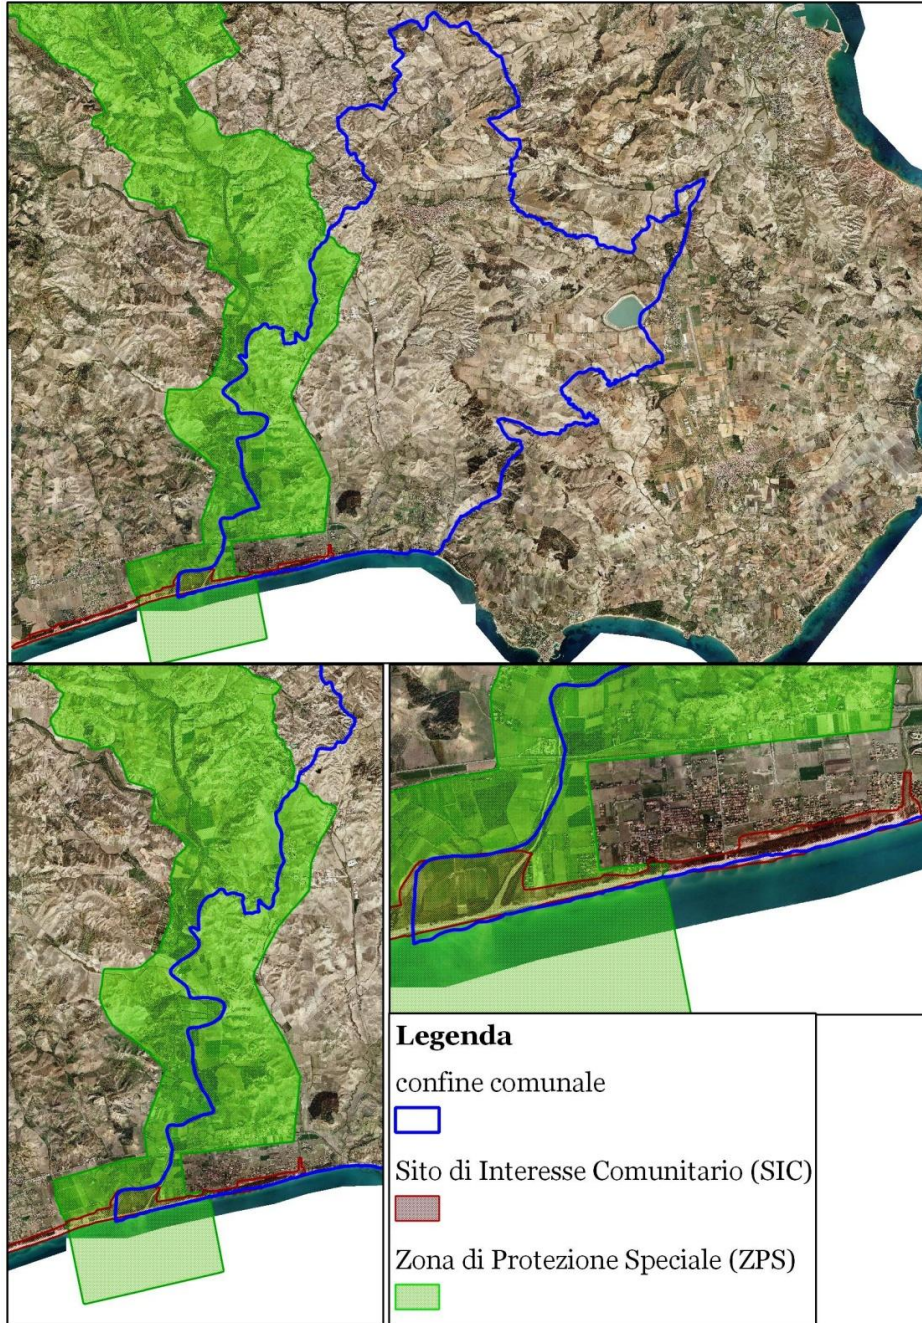 Legenda
confine comunale
Sito di Interesse Comunitario (SIC)
Zona di Protezione Speciale (ZPS)